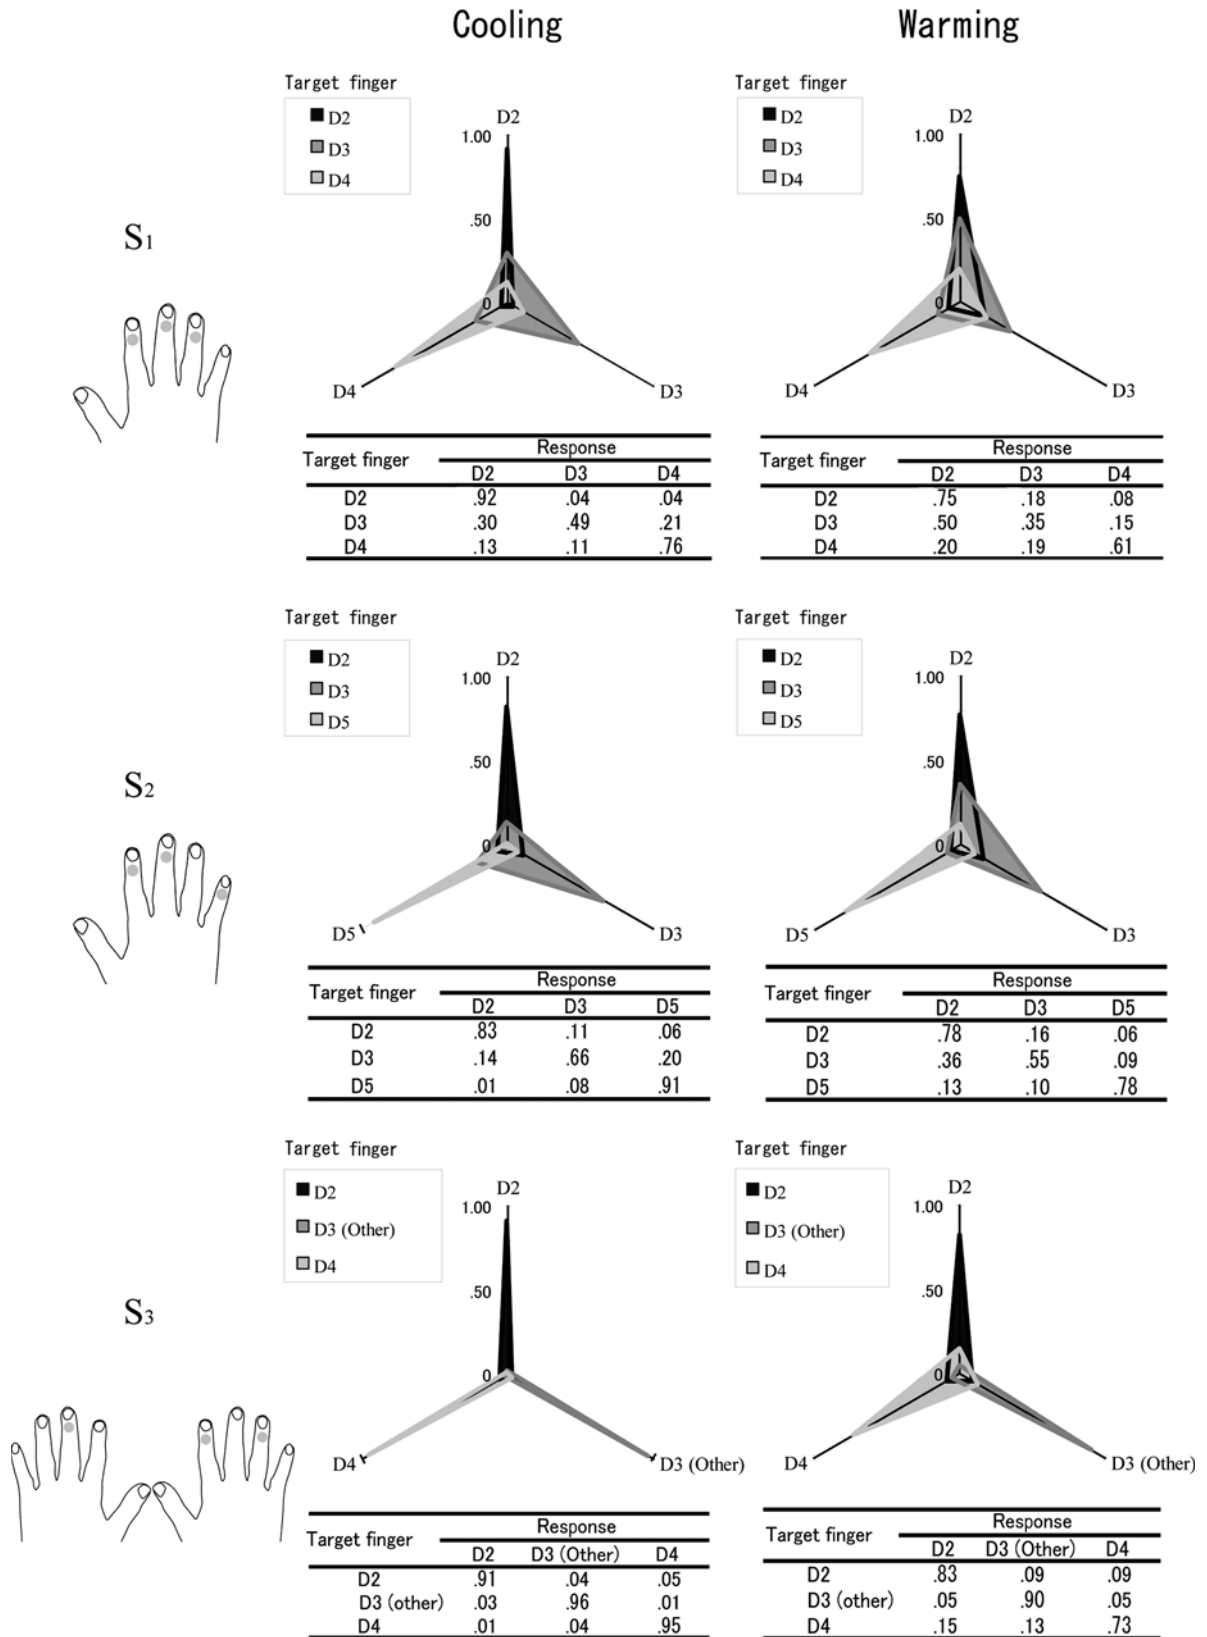 Cooling
Warming
S1
Target finger
D2
D3
D4
D2
1.00
.50
0
D4
D3
Target finger
D2
D3
D4
D2
1.00
.50
0
D4
D3
Target finger Response
D2 D3 D4
D2 .92 .04 .04
D3 .30 .49 .21
D4 .13 .11 .76
Target finger Response
D2 D3 D4
D2 .75 .18 .08
D3 .50 .35 .15
D4 .20 .19 .61
S2
Target finger
D2
D3
D5
D2
1.00
.50
0
D5
D3
Target finger
D2
D3
D5
D2
1.00
.50
0
D5
D3
Target finger Response
D2 D3 D5
D2 .83 .11 .06
D3 .14 .66 .20
D5 .01 .08 .91
Target finger Response
D2 D3 D5
D2 .78 .16 .06
D3 .36 .55 .09
D5 .13 .10 .78
S3
Target finger
D2
D3 (Other)
D4
D2
1.00
.50
0
D4
D3 (Other)
Target finger
D2
D3 (Other)
D4
D2
1.00
.50
0
D4
D3 (Other)
Target finger Response
D2 D3 (Other) D4
D2 .91 .04 .05
D3 (other) .03 .96 .01
D4 .01 .04 .95
Target finger Response
D2 D3 (Other) D4
D2 .83 .09 .09
D3 (other) .05 .90 .05
D4 .15 .13 .73